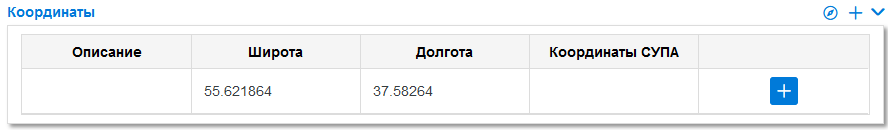 Координаты
Описание Широта Долгота Координаты СУПА
55.621864 37.58264